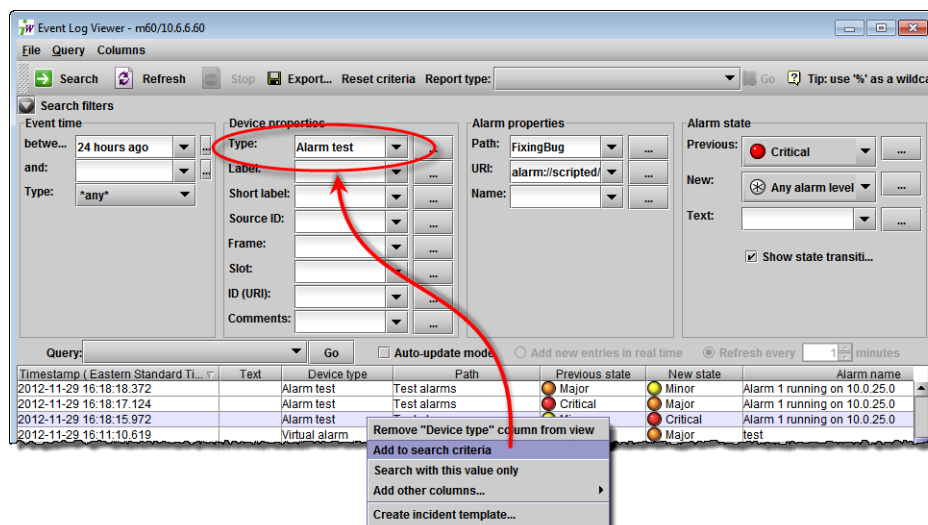 Event Log Viewer - m60/10.6.6.60
File Query Columns
Search Refresh Stop Export... Reset criteria Report type: Go Tip: use '%' as a wildca
Search filters
Event time
betwe... 24 hours ago ...
and: ...
Type: *any*
Device properties
Type: Alarm test ...
Label: ...
Short label: ...
Source ID: ...
Frame: ...
Slot: ...
ID (URI): ...
Comments: ...
Alarm properties
Path: FixingBug ...
URI: alarm://scripted/ ...
Name: ...
Alarm state
Previous: Critical ...
New: Any alarm level ...
Text: ...
Show state transiti...
Query: Go Auto-update mode Add new entries in real time Refresh every 1 minutes
Timestamp ( Eastern Standard Ti... Text Device type Path Previous state New state Alarm name
2012-11-29 16:18:18.372 Alarm test Test alarms Major Minor Alarm 1 running on 10.0.25.0
2012-11-29 16:18:17.124 Alarm test Test alarms Critical Major Alarm 1 running on 10.0.25.0
2012-11-29 16:18:15.972 Alarm test Critical Alarm 1 running on 10.0.25.0
2012-11-29 16:11:10.619 Virtual alarm Major test
Remove "Device type" column from view
Add to search criteria
Search with this value only
Add other columns...
Create incident template...